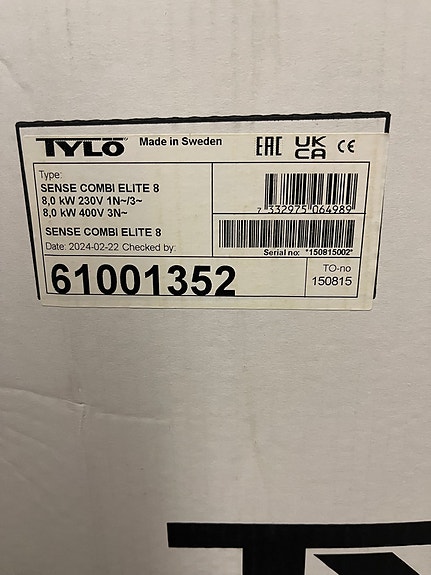 TYLÖ Made in Sweden EAC UK CA CE
Type:
SENSE COMBI ELITE 8
8,0 kW 230V 1N~/3~
8,0 kW 400V 3N~
7 332975 064989
SENSE COMBI ELITE 8
Date: 2024-02-22 Checked by:
Serial no: *150815002*
61001352
TO-no
150815